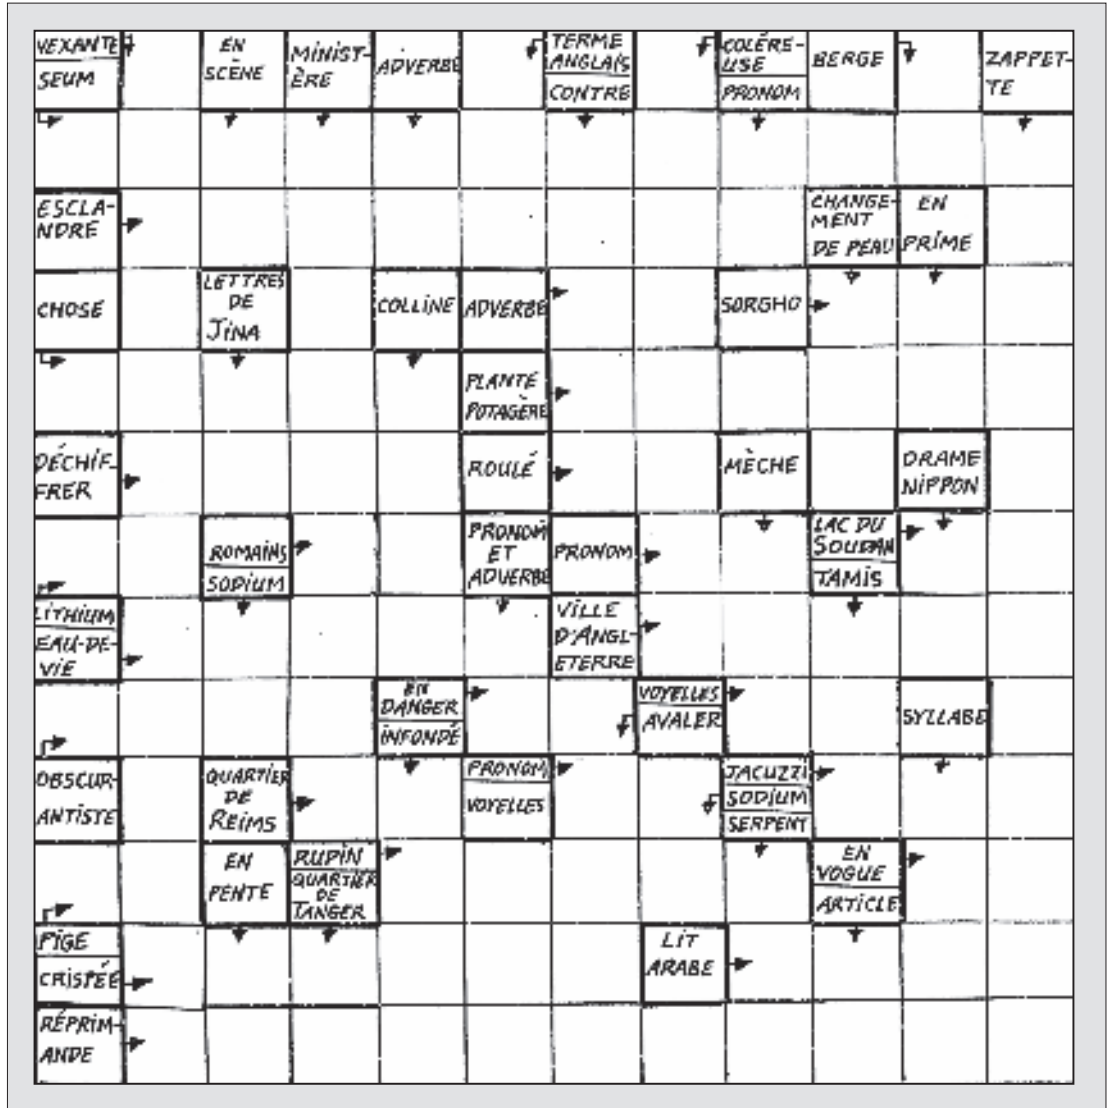 VEXANTE
SEUM
EN
SCÈNE
MINIST-
ÈRE
ADVERBE
TERME
ANGLAIS
CONTRE
COLÉRE-
USE
PRONOM
BERGE
ZAPPET-
TE
ESCLA-
NDRE
CHANGE-
MENT
DE PEAU
EN
PRIME
CHOSE
LETTRES
DE
JINA
COLLINE
ADVERBE
SORGHO
PLANTE
POTAGÈRE
DÉCHIF-
FRER
ROULÉ
MÈCHE
DRAME
NIPPON
ROMAINS
SODIUM
PRONOM
ET
ADVERBE
PRONOM
LAC DU
SOUDAN
TAMIS
LITHIUM
EAU-DE-
VIE
VILLE
D'ANGL-
ETERRE
EN
DANGER
INFONDÉ
VOYELLES
AVALER
SYLLABE
OBSCUR-
ANTISTE
QUARTIER
DE
REIMS
PRONOM
VOYELLES
JACUZZI
SODIUM
SERPENT
EN
PENTE
RUPIN
QUARTIER
DE
TANGER
EN
VOGUE
ARTICLE
PIGE
CRISPÉE
LIT
ARABE
RÉPRIM-
ANDE